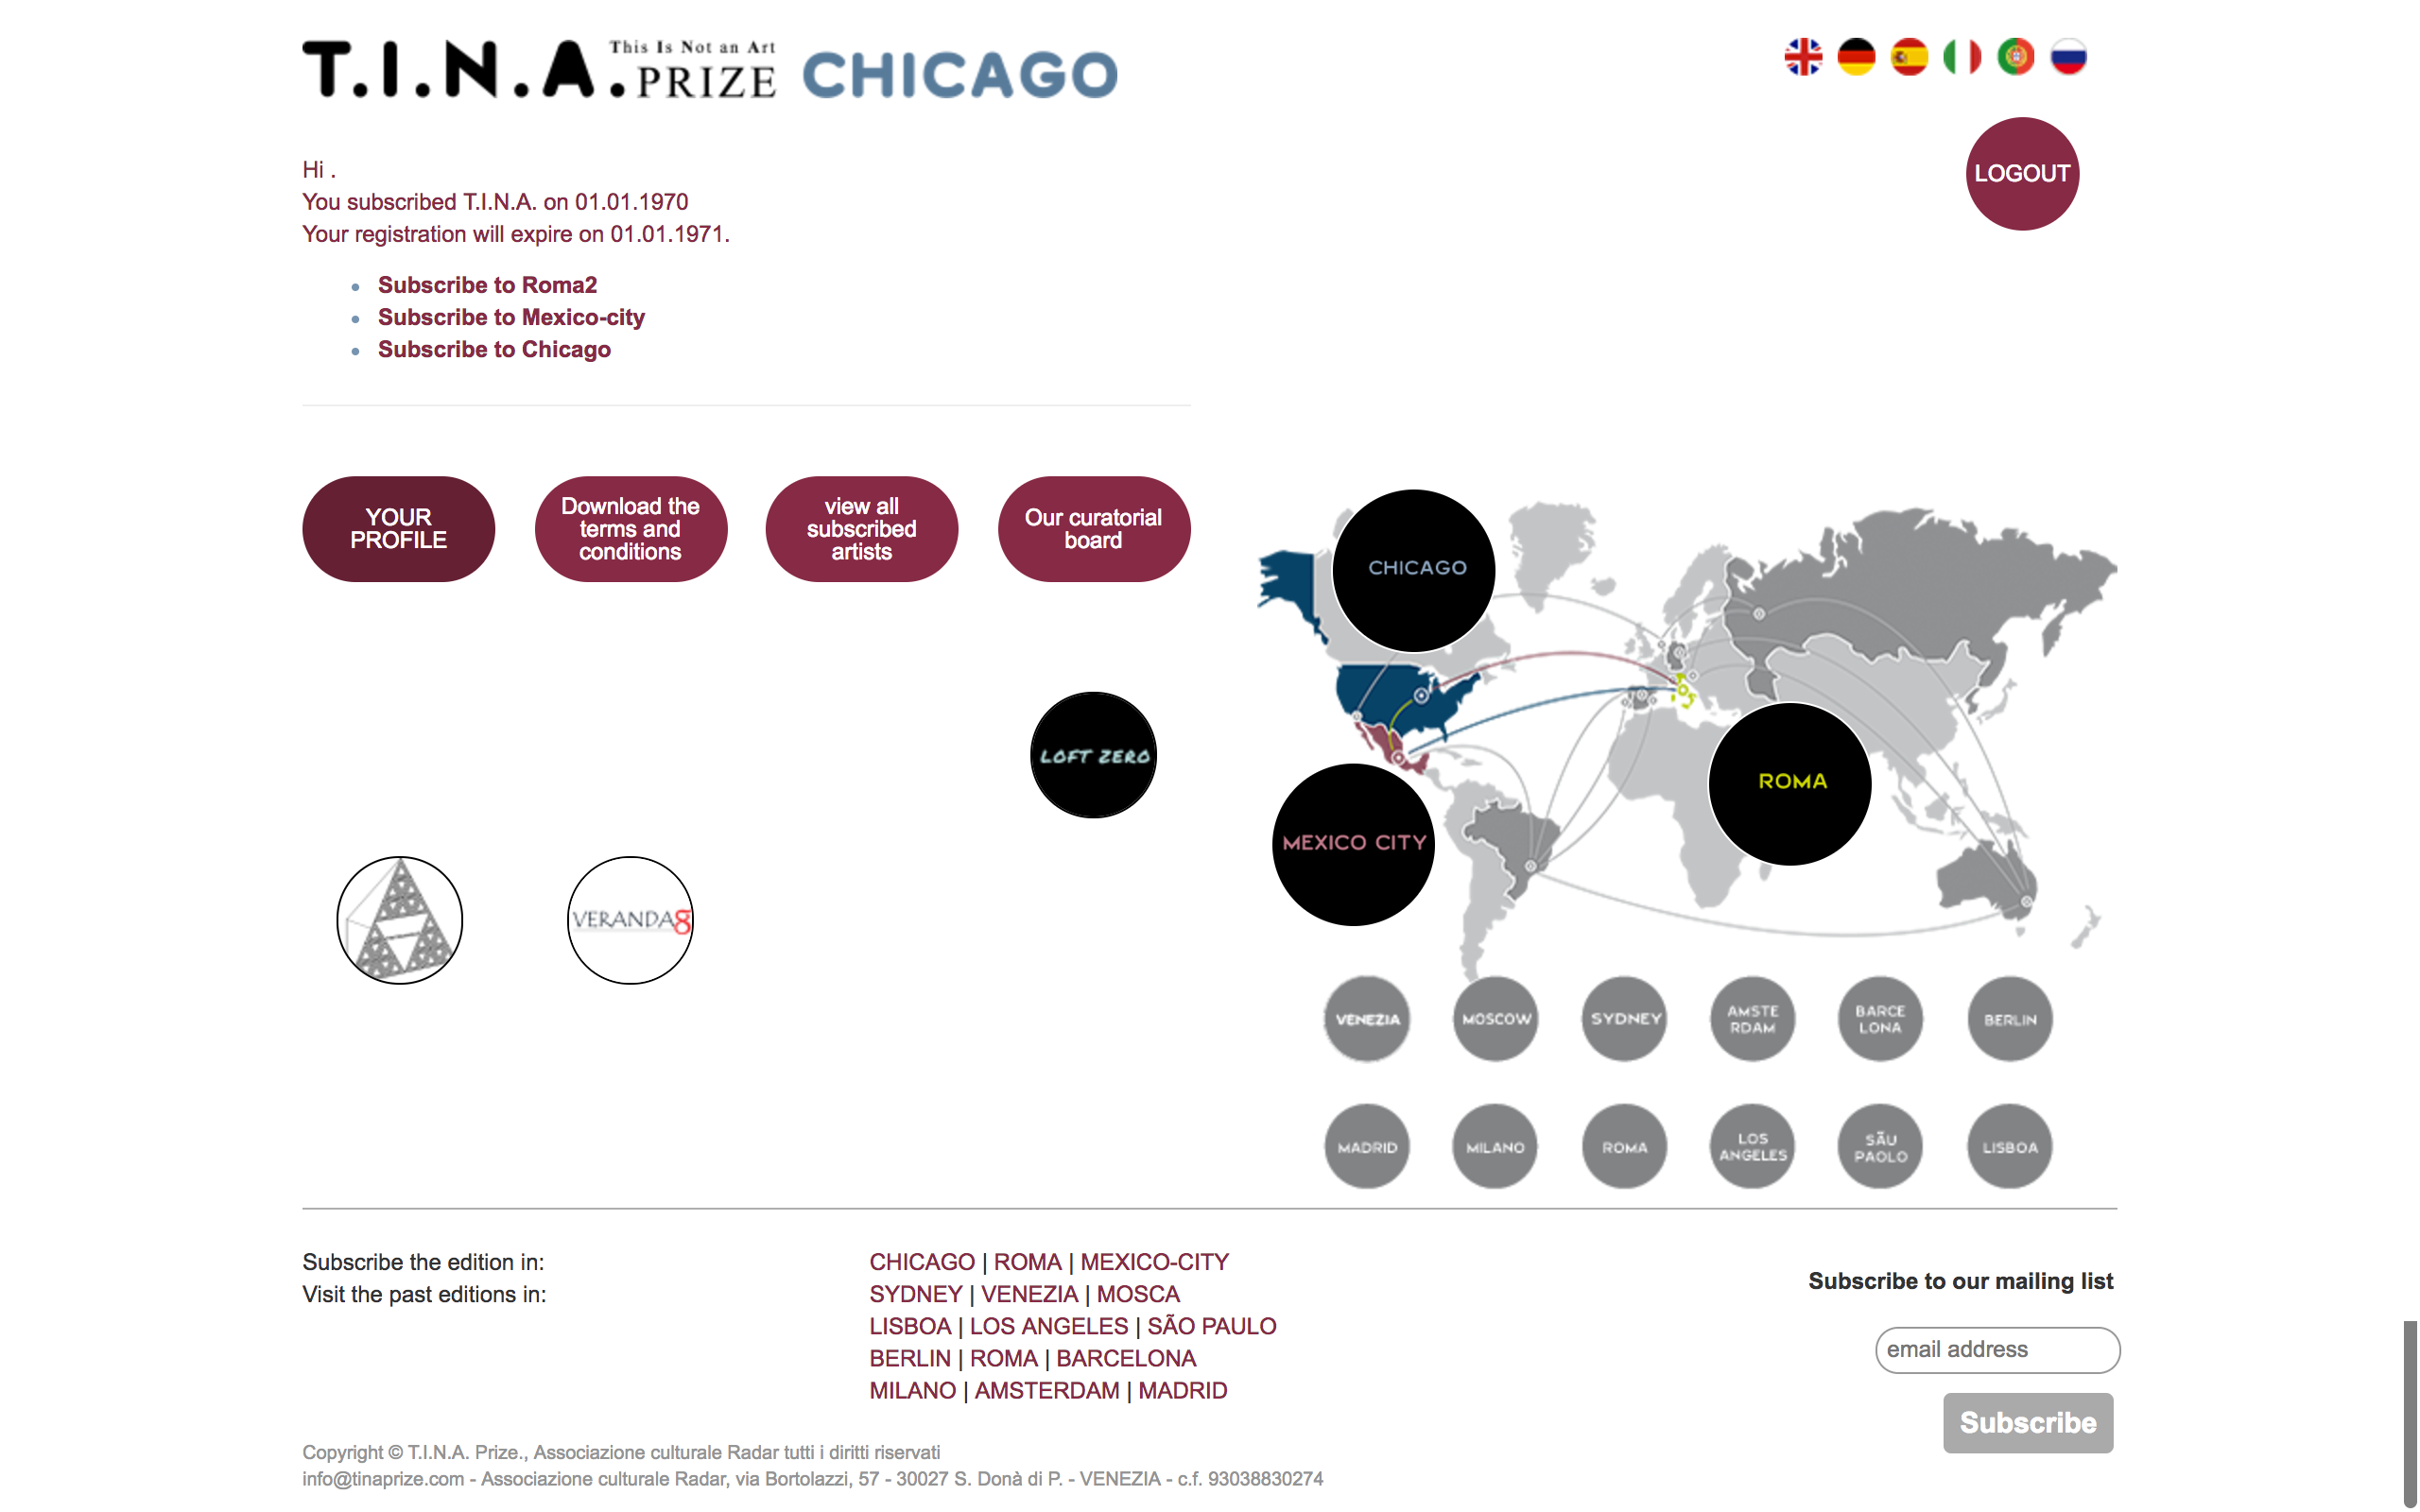 T.I.N.A. This Is Not an Art PRIZE CHICAGO
LOGOUT
Hi .
You subscribed T.I.N.A. on 01.01.1970
Your registration will expire on 01.01.1971.
Subscribe to Roma2
Subscribe to Mexico-city
Subscribe to Chicago
YOUR
PROFILE
Download the
terms and
conditions
view all
subscribed
artists
Our curatorial
board
CHICAGO
LOFT ZERO
ROMA
MEXICO CITY
VERANDA8
VENEZIA
MOSCOW
SYDNEY
AMSTE
RDAM
BARCE
LONA
BERLIN
MADRID
MILANO
ROMA
LOS
ANGELES
SÃU
PAOLO
LISBOA
Subscribe the edition in:
CHICAGO | ROMA | MEXICO-CITY
Visit the past editions in:
SYDNEY | VENEZIA | MOSCA
LISBOA | LOS ANGELES | SÃO PAULO
BERLIN | ROMA | BARCELONA
MILANO | AMSTERDAM | MADRID
Subscribe to our mailing list
email address
Subscribe
Copyright © T.I.N.A. Prize., Associazione culturale Radar tutti i diritti riservati
info@tinaprize.com - Associazione culturale Radar, via Bortolazzi, 57 - 30027 S. Donà di P. - VENEZIA - c.f. 93038830274